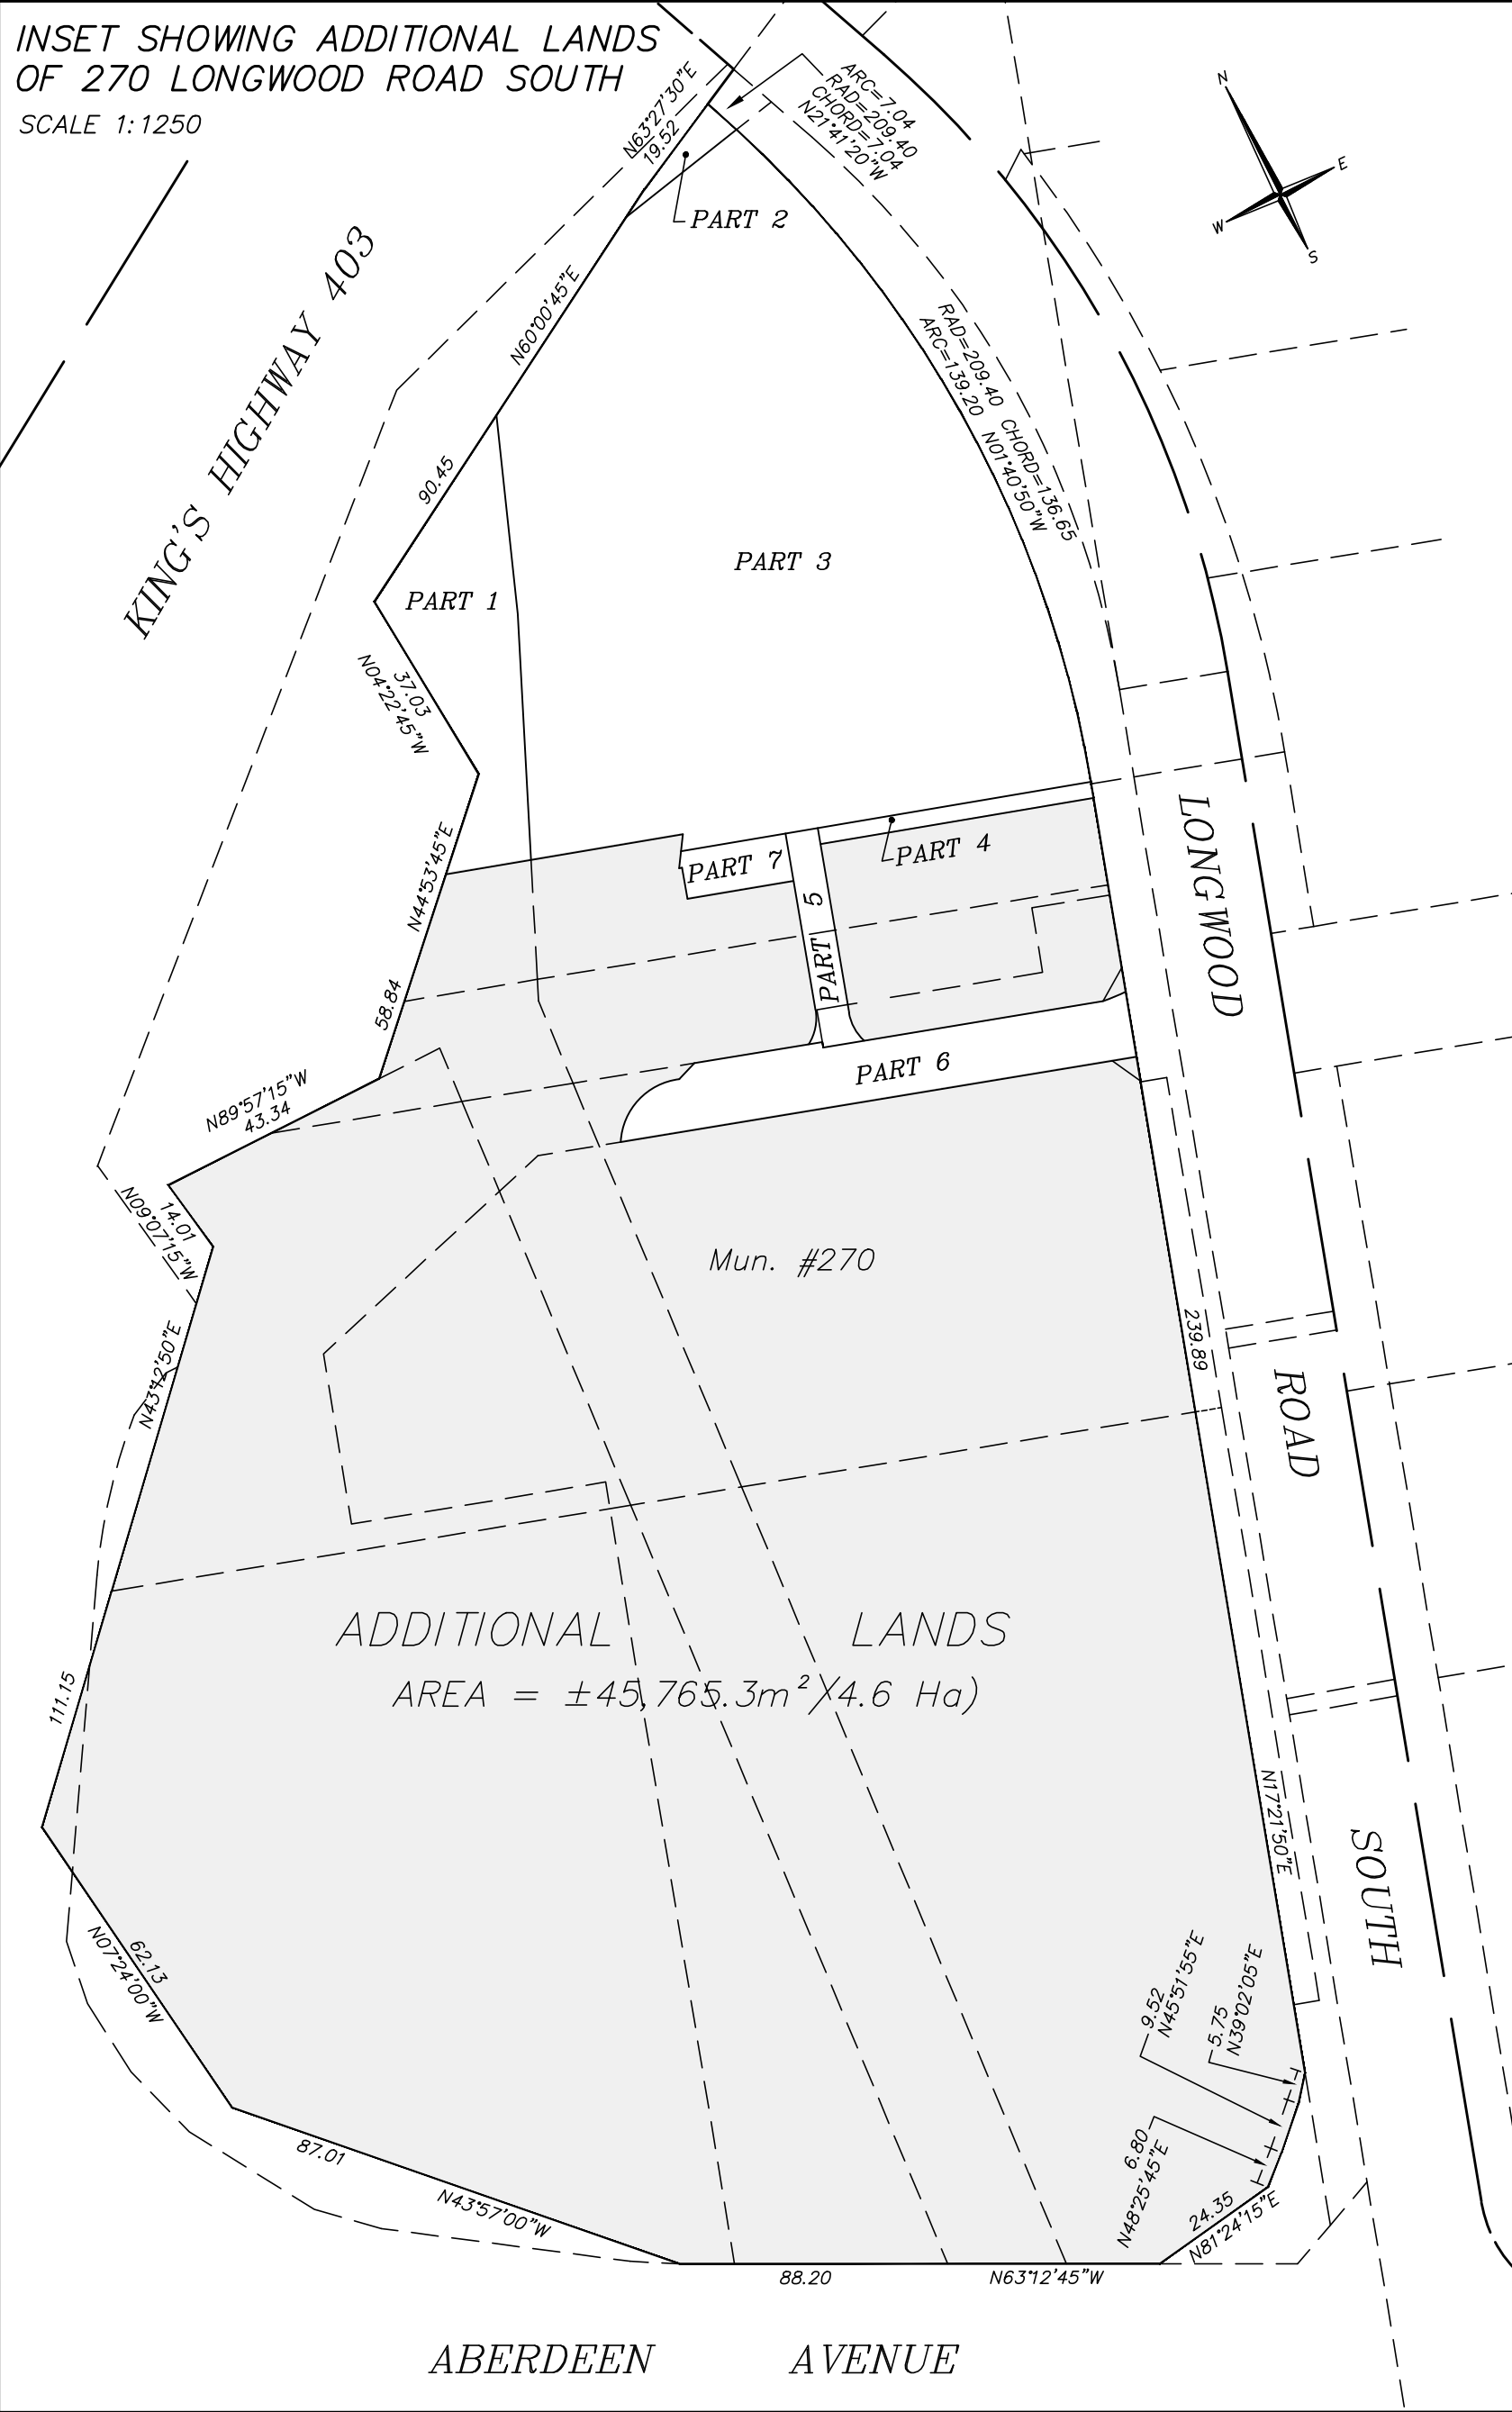 INSET SHOWING ADDITIONAL LANDS
OF 270 LONGWOOD ROAD SOUTH
SCALE 1:1250
N63°27'30"E
19.52
ARC=7.04
RAD=209.40
CHORD=7.04
N21°41'20"W
N
E
W
S
PART 2
KING'S HIGHWAY 403
N60°00'45"E
90.45
RAD=209.40 CHORD=136.65
ARC=139.20 N01°40'50"W
PART 3
PART 1
37.03
N04°22'45"W
N44°53'45"E
58.84
PART 7
PART 4
PART 5
PART 6
LONGWOOD
N89°57'15"W
43.34
14.01
N09°07'15"W
Mun. #270
N43°12'50"E
111.15
239.89
ROAD
ADDITIONAL LANDS
AREA = ±45,765.3m² (4.6 Ha)
N17°21'50"E
SOUTH
62.13
N07°24'00"W
9.52
N45°51'55"E
5.75
N39°02'05"E
6.80
N48°25'45"E
87.01
N43°57'00"W
24.35
N81°24'15"E
88.20
N63°12'45"W
ABERDEEN AVENUE